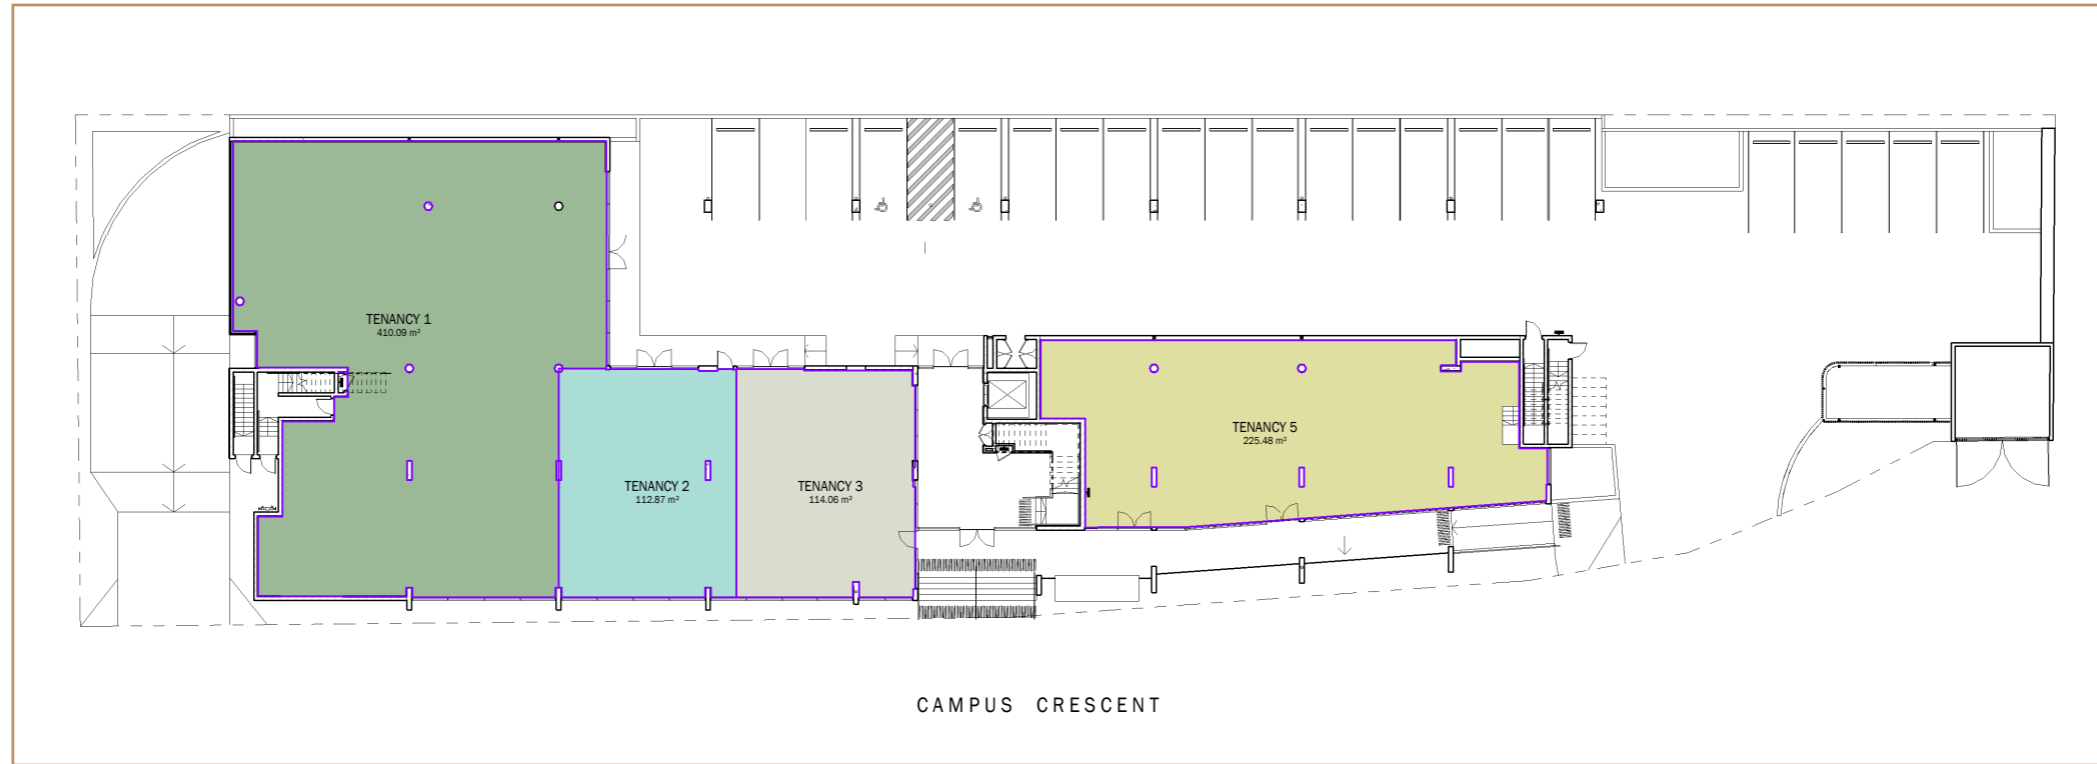 TENANCY 1
410.09 m²
TENANCY 2
112.87 m²
TENANCY 3
114.06 m²
TENANCY 5
225.48 m²
CAMPUS CRESCENT